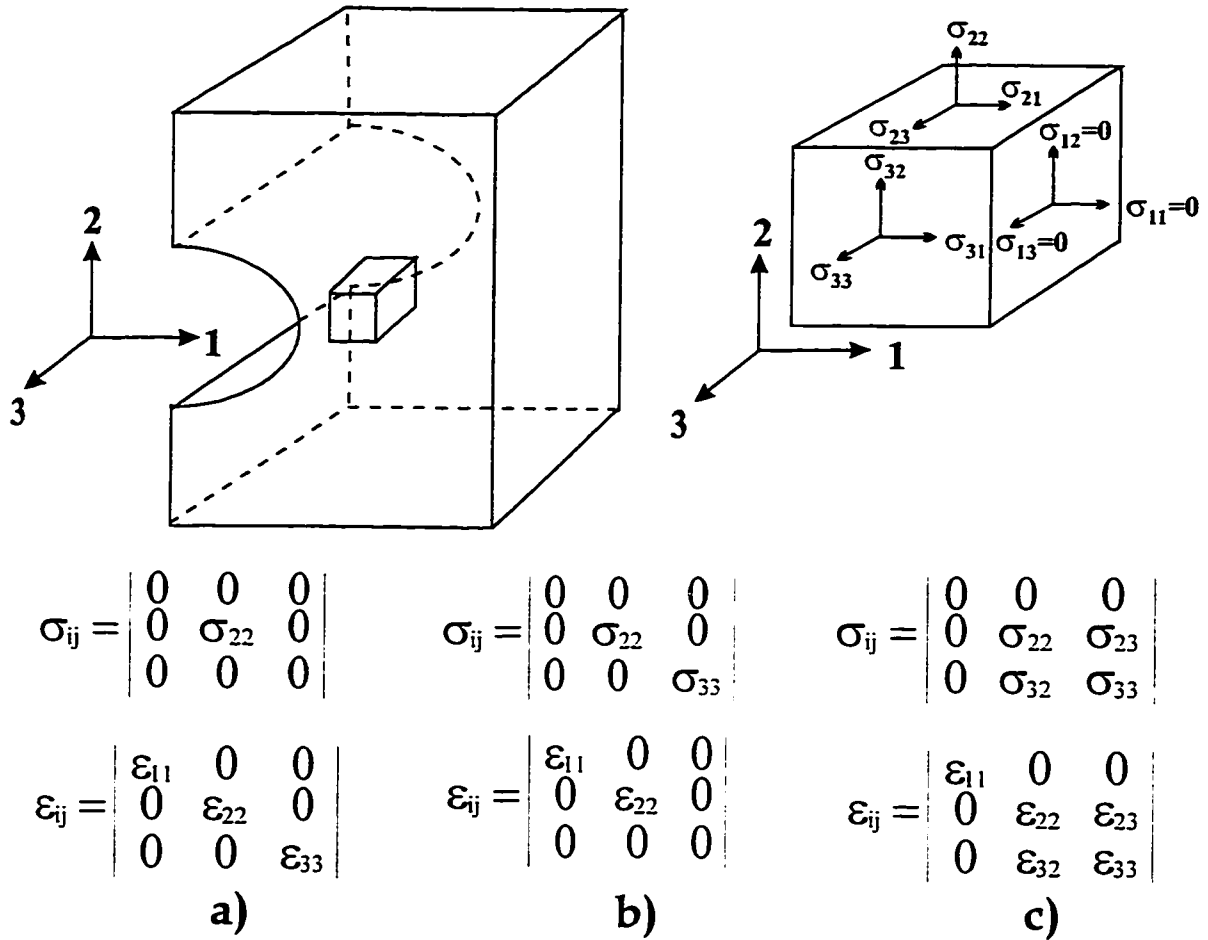 σ22
σ21
σ23
σ12=0
σ32
σ11=0
σ31
σ13=0
σ33
2
1
3
2
1
3
σij = | 0 0 0 |
| 0 σ22 0 |
| 0 0 0 |
σij = | 0 0 0 |
| 0 σ22 0 |
| 0 0 σ33 |
σij = | 0 0 0 |
| 0 σ22 σ23 |
| 0 σ32 σ33 |
εij = | ε11 0 0 |
| 0 ε22 0 |
| 0 0 ε33 |
εij = | ε11 0 0 |
| 0 ε22 0 |
| 0 0 0 |
εij = | ε11 0 0 |
| 0 ε22 ε23 |
| 0 ε32 ε33 |
a)
b)
c)